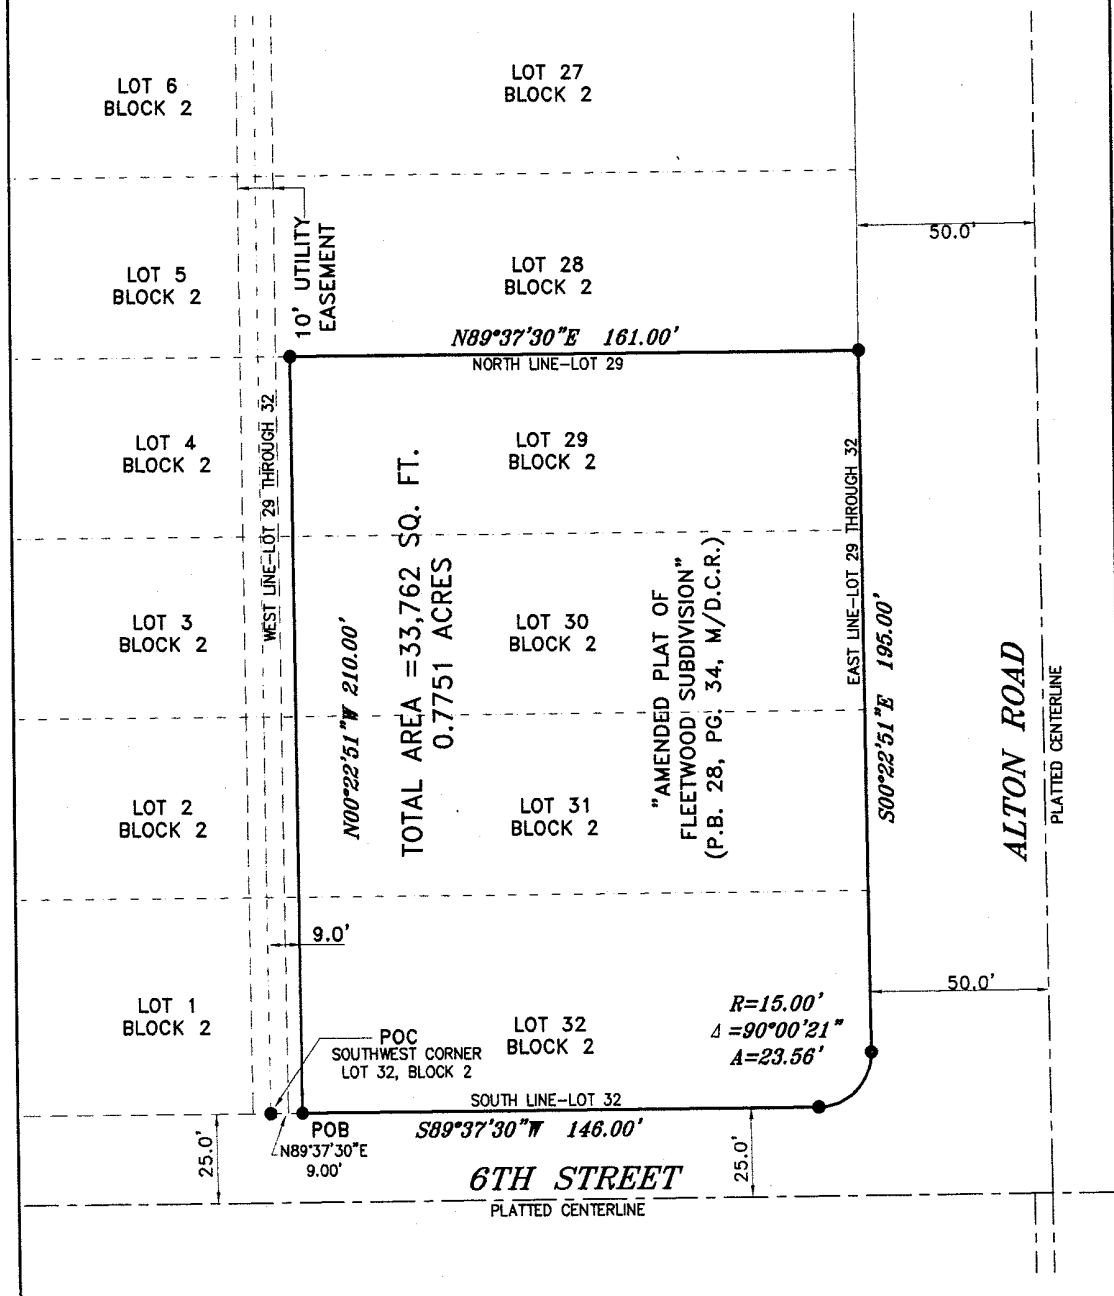 LOT 6
BLOCK 2
LOT 27
BLOCK 2
50.0'
10' UTILITY
EASEMENT
LOT 5
BLOCK 2
LOT 28
BLOCK 2
N89°37'30"E 161.00'
NORTH LINE-LOT 29
LOT 4
BLOCK 2
WEST LINE-LOT 29 THROUGH 32
LOT 29
BLOCK 2
EAST LINE-LOT 29 THROUGH 32
TOTAL AREA =33,762 SQ. FT.
0.7751 ACRES
LOT 3
BLOCK 2
N00°22'51"W 210.00'
LOT 30
BLOCK 2
"AMENDED PLAT OF
FLEETWOOD SUBDIVISION"
(P.B. 28, PG. 34, M/D.C.R.)
S00°22'51"E 195.00'
ALTON ROAD
PLATTED CENTERLINE
LOT 2
BLOCK 2
LOT 31
BLOCK 2
9.0'
50.0'
LOT 1
BLOCK 2
POC
SOUTHWEST CORNER
LOT 32, BLOCK 2
LOT 32
BLOCK 2
R=15.00'
Δ=90°00'21"
A=23.56'
SOUTH LINE-LOT 32
25.0'
POB
N89°37'30"E
9.00'
S89°37'30"W 146.00'
25.0'
6TH STREET
PLATTED CENTERLINE